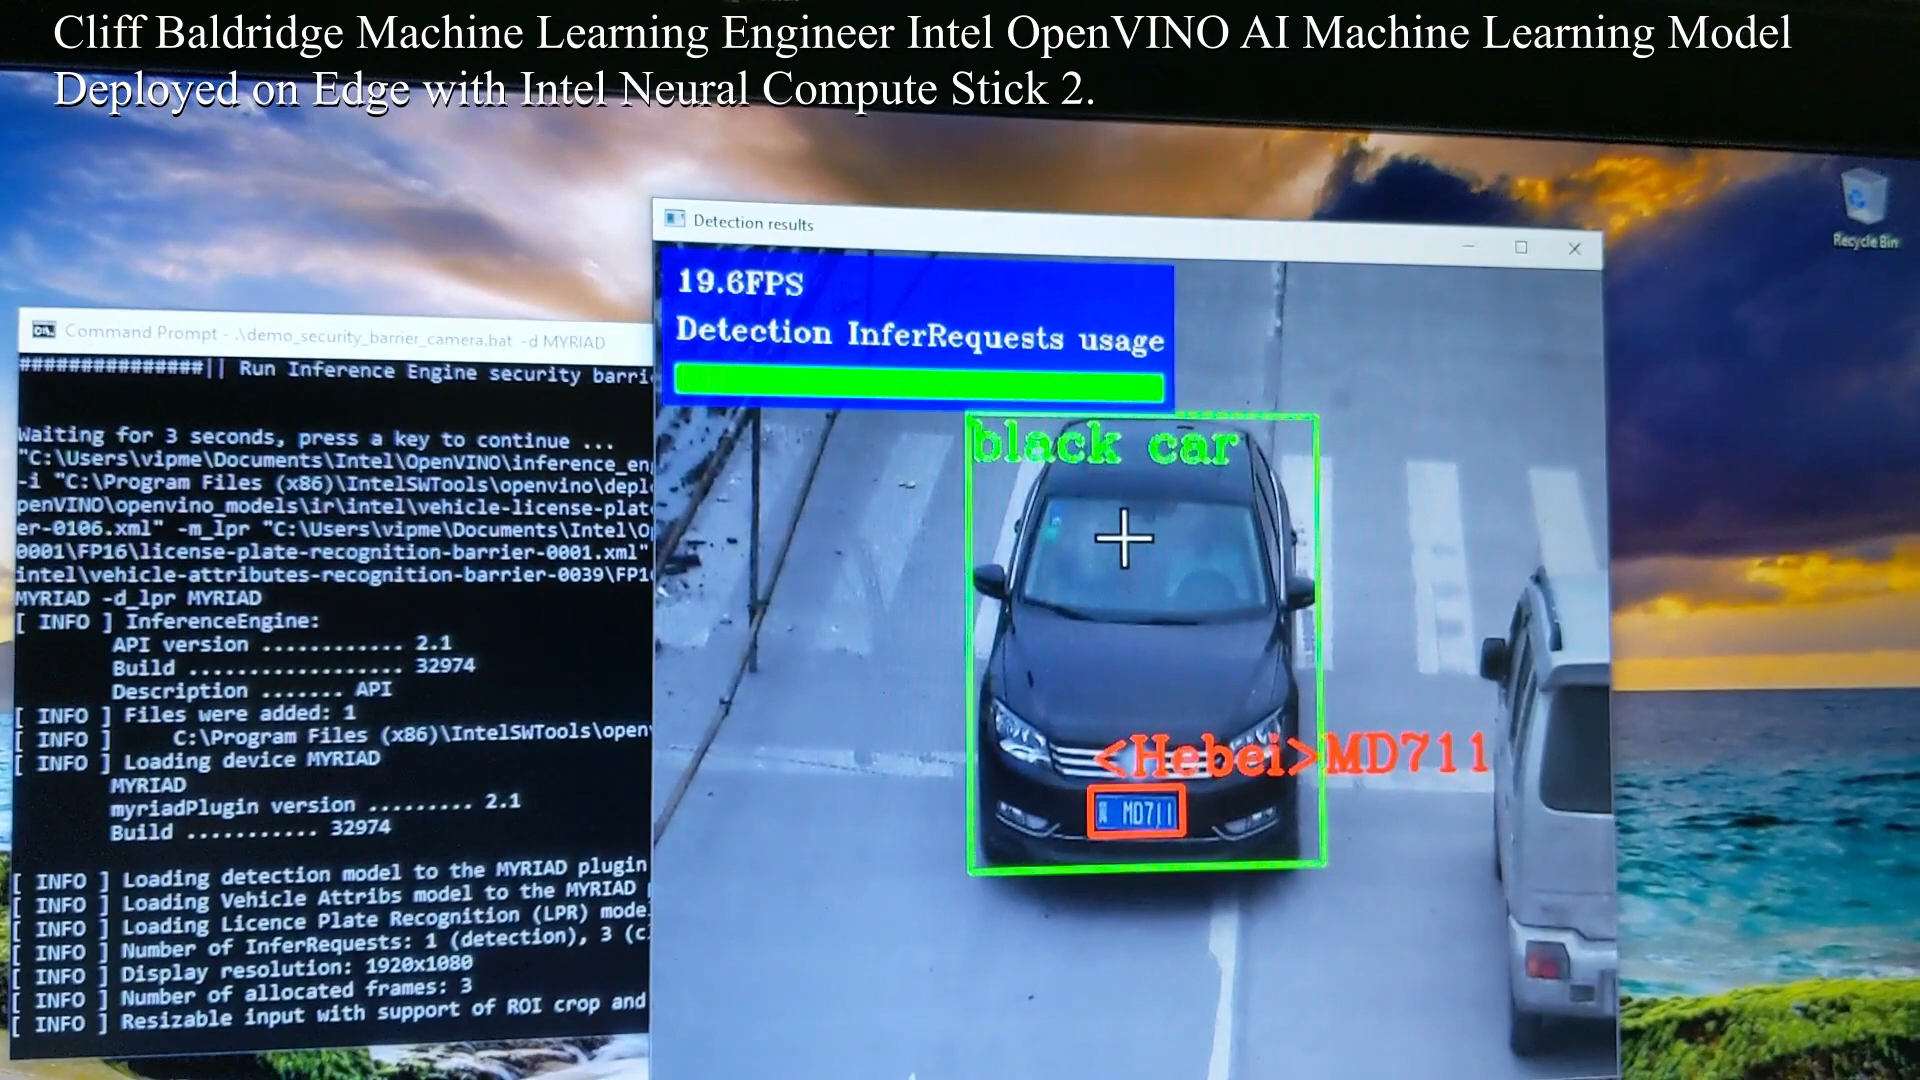 Cliff Baldridge Machine Learning Engineer Intel OpenVINO AI Machine Learning Model
Deployed on Edge with Intel Neural Compute Stick 2.
Recycle Bin
Detection results
19.6FPS
Detection InferRequests usage
black car
<Hebei>MD711
MD711
Command Prompt - .\demo_security_barrier_camera.bat -d MYRIAD
###############|| Run Inference Engine security barri
Waiting for 3 seconds, press a key to continue ...
"C:\Users\vipme\Documents\Intel\OpenVINO\inference_en
-i "C:\Program Files (x86)\IntelSWTools\openvino\depl
penVINO\openvino_models\ir\intel\vehicle-license-plat
er-0106.xml" -m_lpr "C:\Users\vipme\Documents\Intel\O
0001\FP16\license-plate-recognition-barrier-0001.xml"
intel\vehicle-attributes-recognition-barrier-0039\FP1
MYRIAD -d_lpr MYRIAD
[ INFO ] InferenceEngine:
API version ............ 2.1
Build .................. 32974
Description ....... API
[ INFO ] Files were added: 1
[ INFO ] C:\Program Files (x86)\IntelSWTools\open
[ INFO ] Loading device MYRIAD
MYRIAD
myriadPlugin version ......... 2.1
Build ........... 32974
[ INFO ] Loading detection model to the MYRIAD plugin
[ INFO ] Loading Vehicle Attribs model to the MYRIAD
[ INFO ] Loading Licence Plate Recognition (LPR) mode
[ INFO ] Number of InferRequests: 1 (detection), 3 (c
[ INFO ] Display resolution: 1920x1080
[ INFO ] Number of allocated frames: 3
[ INFO ] Resizable input with support of ROI crop and